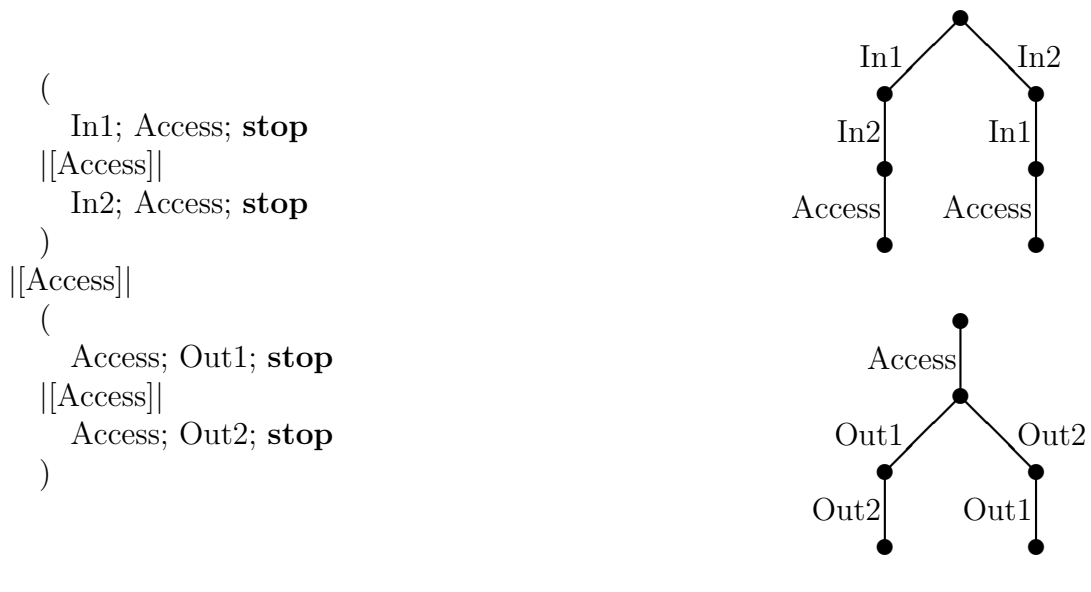 (
In1; Access; stop
|[Access]|
In2; Access; stop
)
|[Access]|
(
Access; Out1; stop
|[Access]|
Access; Out2; stop
)
In1 In2
In2 In1
Access Access
Access
Out1 Out2
Out2 Out1